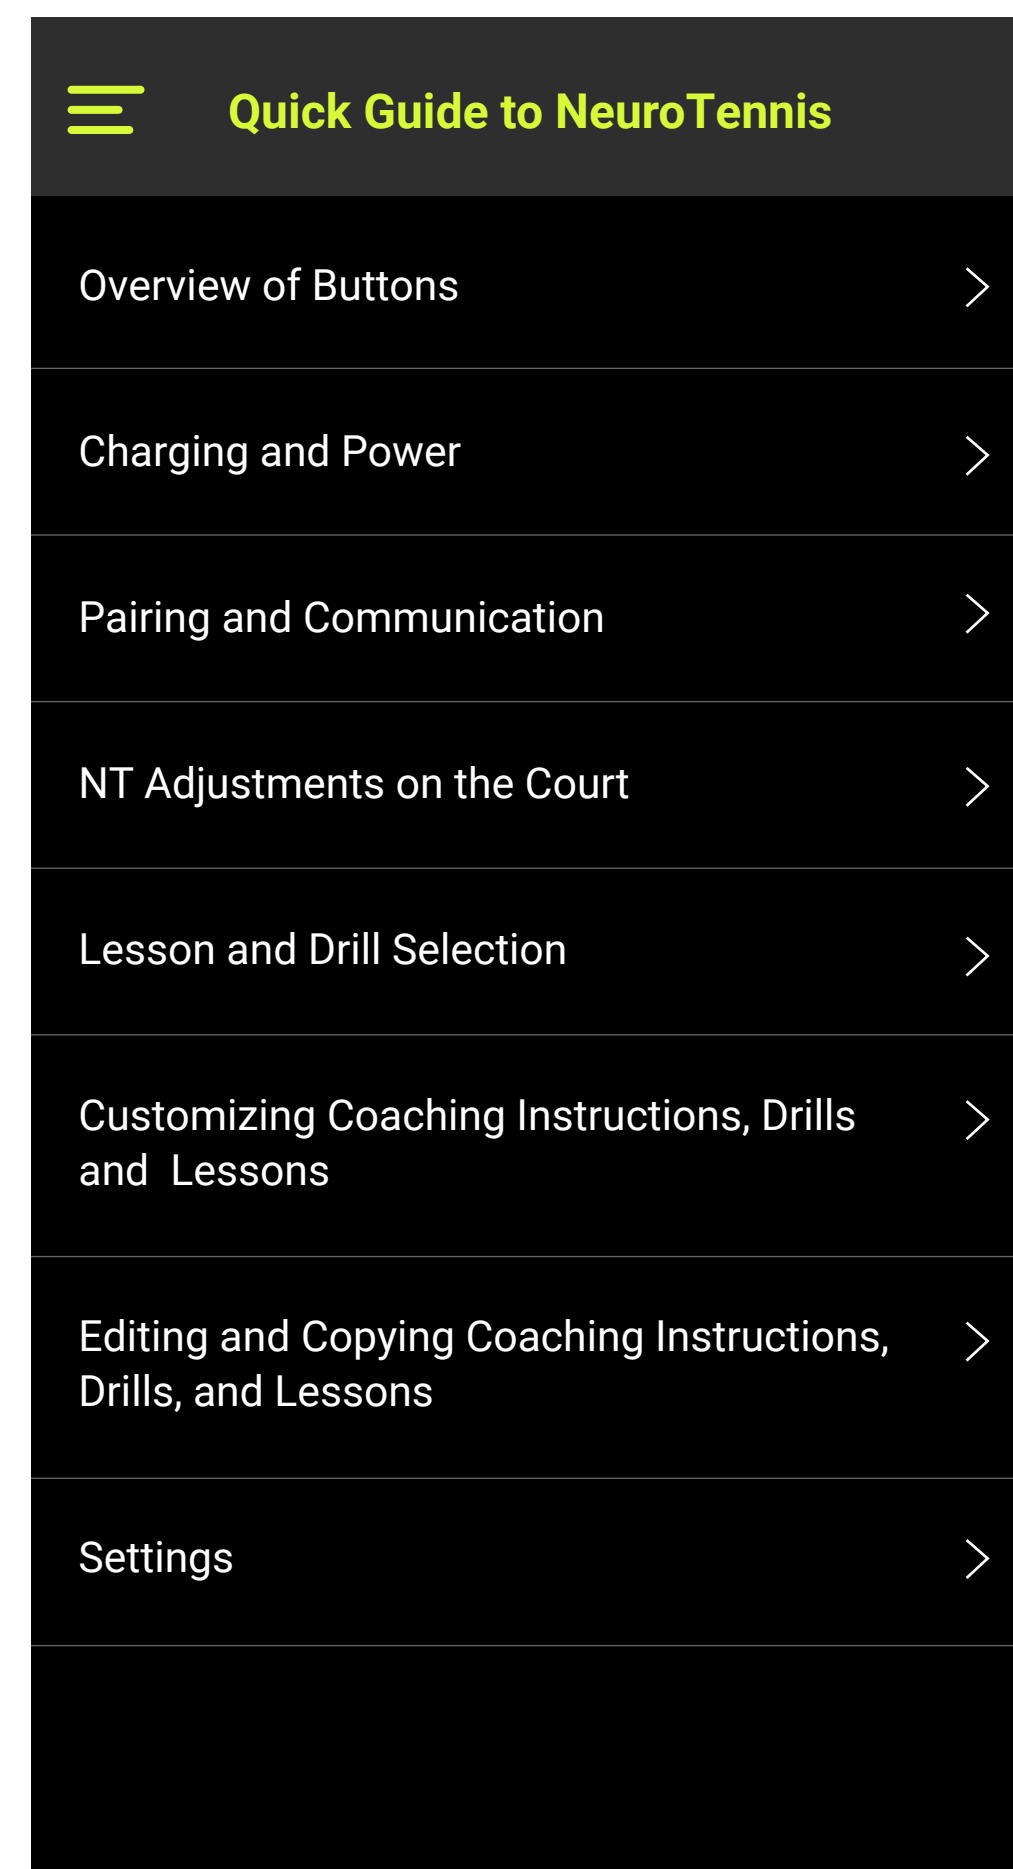 Quick Guide to NeuroTennis
Overview of Buttons
Charging and Power
Pairing and Communication
NT Adjustments on the Court
Lesson and Drill Selection
Customizing Coaching Instructions, Drills
and  Lessons
Editing and Copying Coaching Instructions,
Drills, and Lessons
Settings